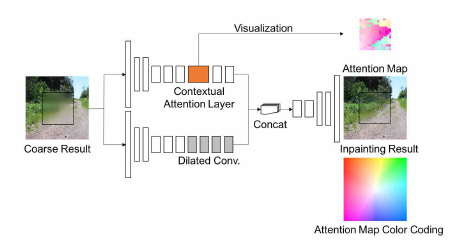 Visualization
Attention Map
Contextual
Attention Layer
Coarse Result
Concat
Inpainting Result
Dilated Conv.
Attention Map Color Coding